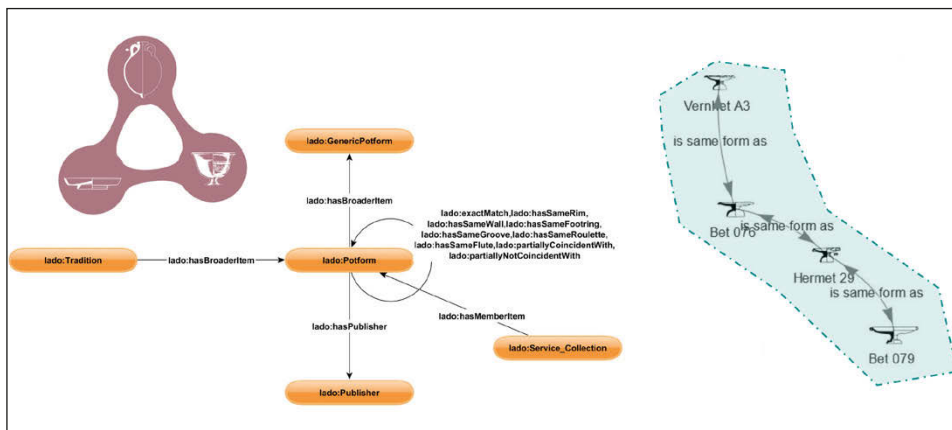 lado:GenericPotform
lado:hasBroaderItem
lado:exactMatch,lado:hasSameRim,
lado:hasSameWall,lado:hasSameFootring,
lado:hasSameGroove,lado:hasSameRoulette,
lado:hasSameFlute,lado:partiallyCoincidentWith,
lado:partiallyNotCoincidentWith
lado:Tradition
lado:hasBroaderItem
lado:Potform
lado:hasMemberItem
lado:hasPublisher
lado:Service_Collection
lado:Publisher
Vernhet A3
is same form as
Bet 076
is same form as
Hermet 29
is same form as
Bet 079